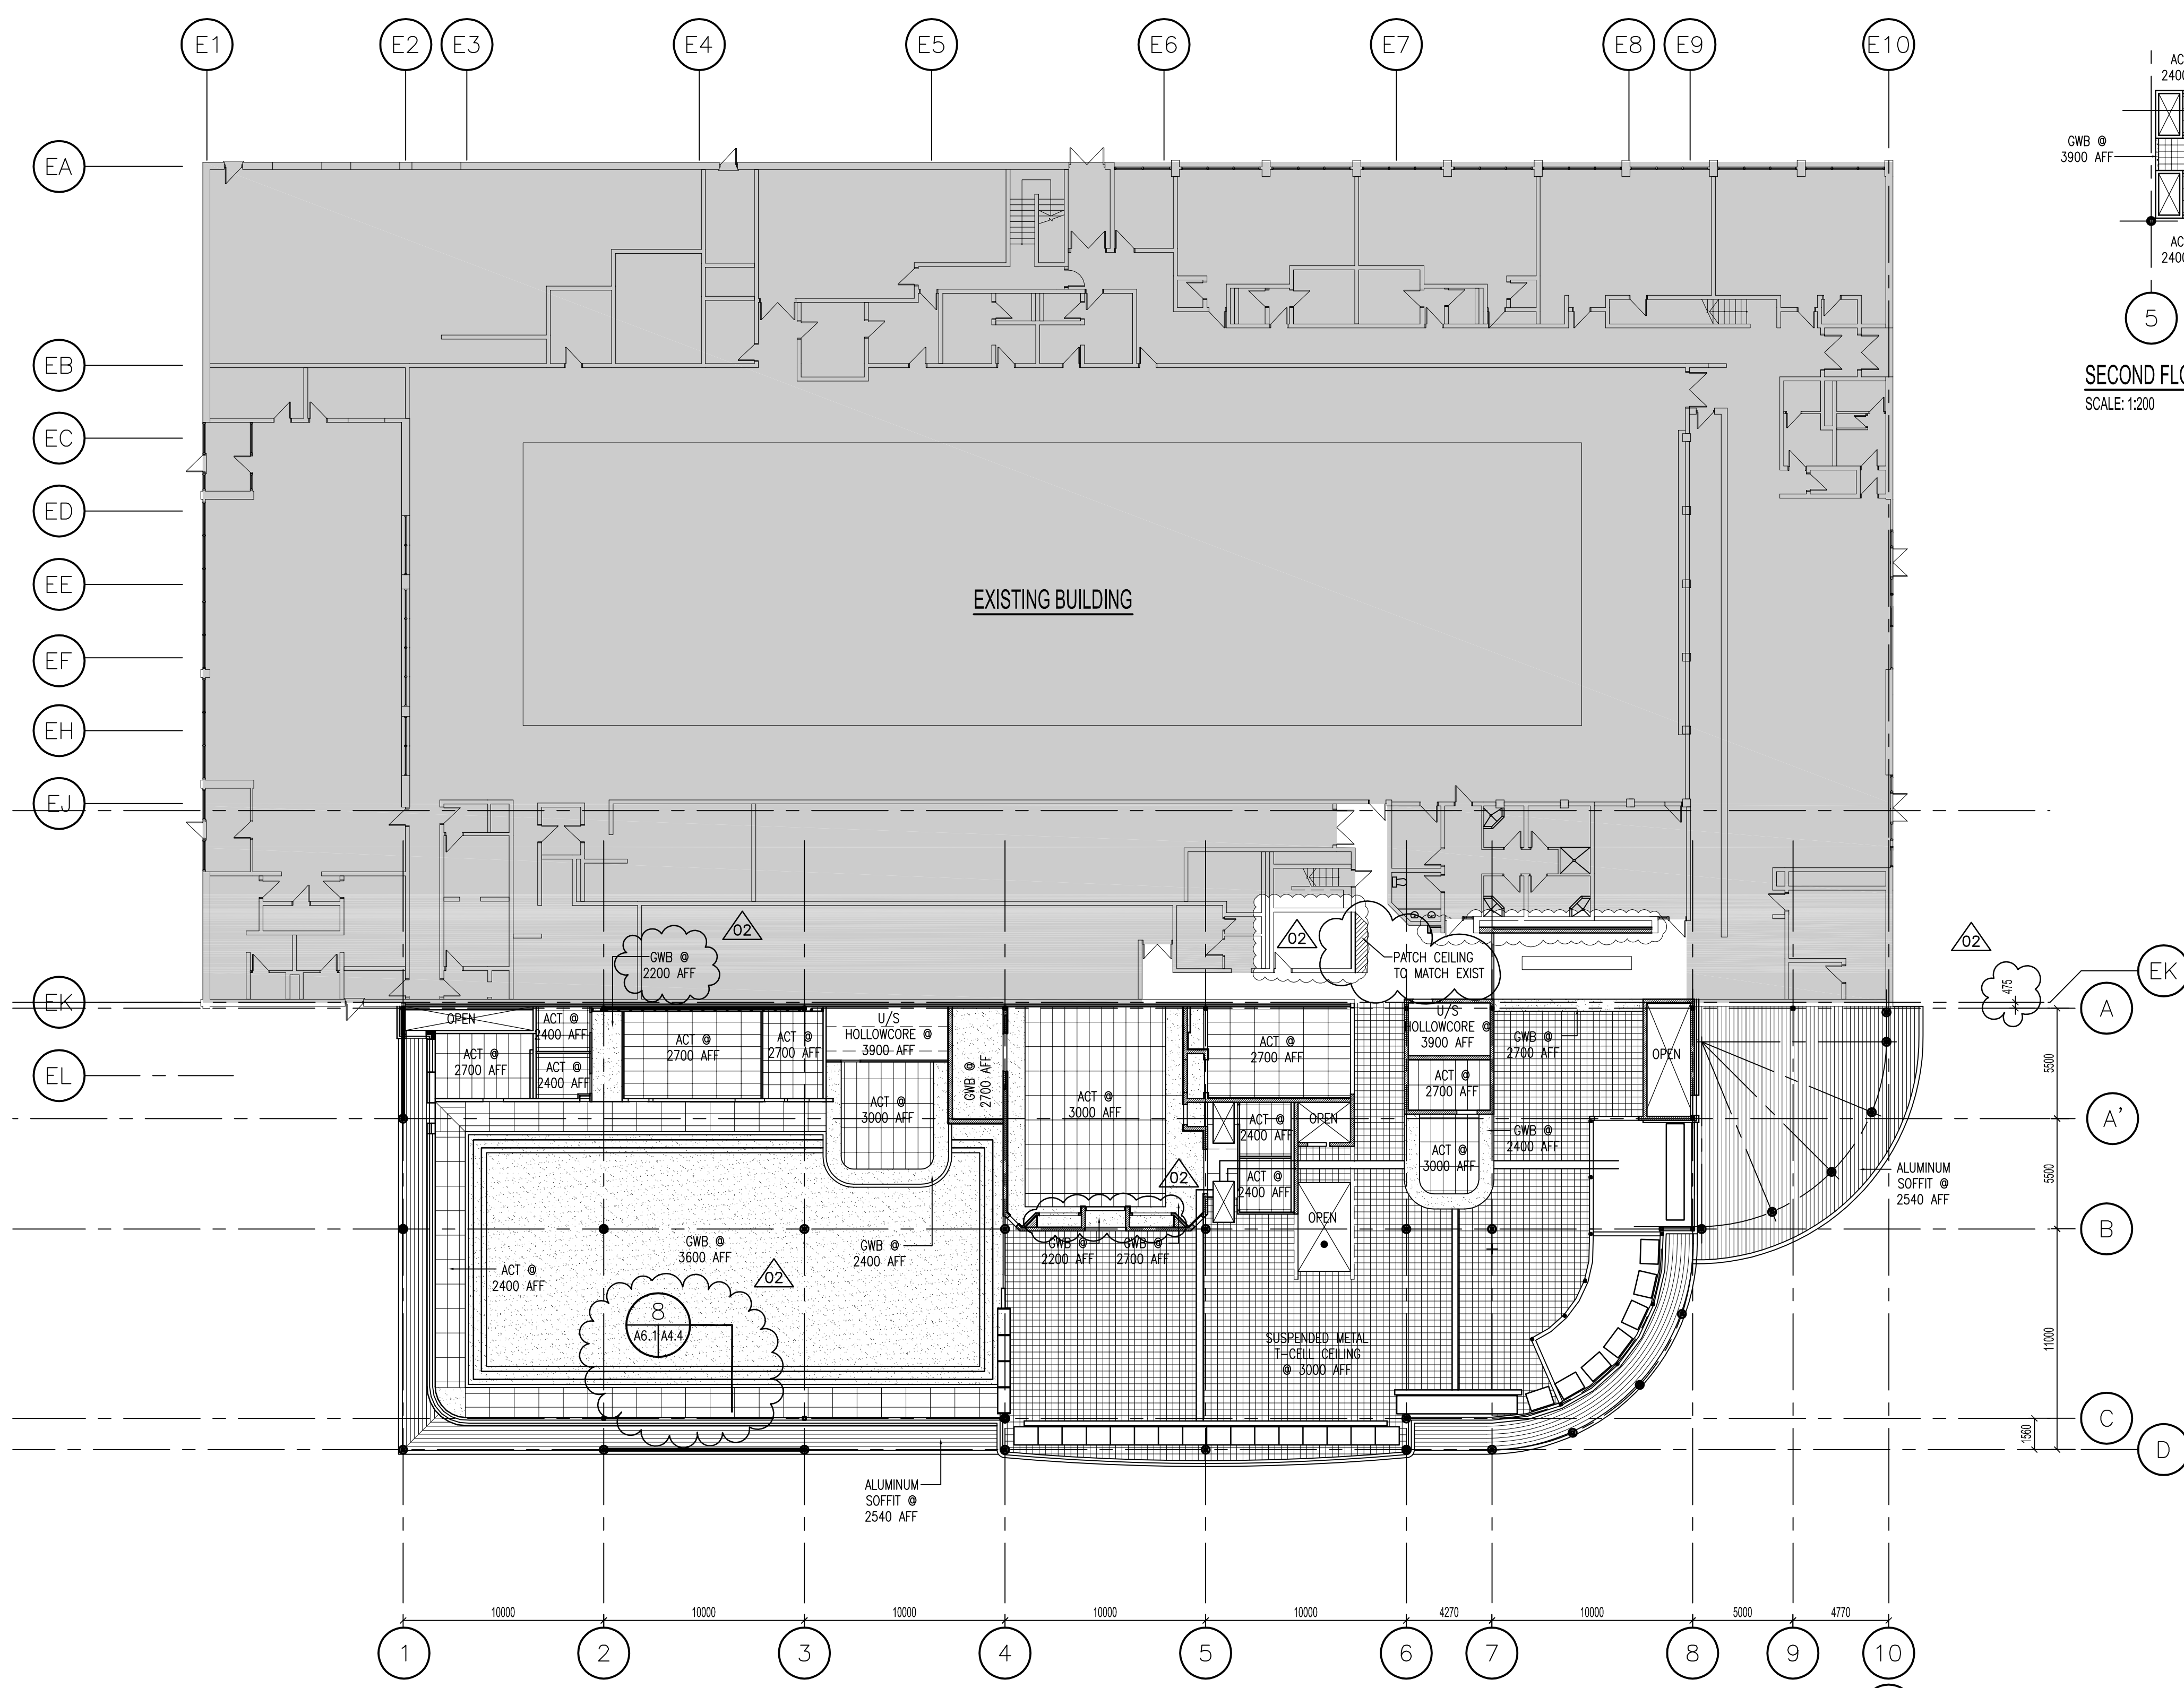 E1
E2
E3
E4
E5
E6
E7
E8
E9
E10
EA
EB
EC
ED
EE
EF
EH
EJ
EK
EL
GWB @
3900 AFF
5
SCALE: 1:200
EXISTING BUILDING
02
GWB @
2200 AFF
02
PATCH CEILING
TO MATCH EXIST
02
475
EK
A
A'
B
C
D
OPEN
ACT @
2700 AFF
ACT @
2400 AFF
ACT @
2400 AFF
ACT @
2700 AFF
ACT @
2700 AFF
U/S
HOLLOWCORE @
3900 AFF
ACT @
3000 AFF
GWB @
2700 AFF
ACT @
3000 AFF
ACT @
2700 AFF
U/S
HOLLOWCORE @
3900 AFF
GWB @
2700 AFF
OPEN
ACT @
2700 AFF
ACT @
2400 AFF
OPEN
GWB @
2400 AFF
ACT @
3000 AFF
02
ACT @
2400 AFF
OPEN
ALUMINUM
SOFFIT @
2540 AFF
GWB @
3600 AFF
GWB @
2400 AFF
GWB @
2200 AFF
GWB @
2700 AFF
ACT @
2400 AFF
02
8
A6.1
A4.4
SUSPENDED METAL
T-CELL CEILING
@ 3000 AFF
ALUMINUM
SOFFIT @
2540 AFF
5500
5500
11000
1560
10000
10000
10000
10000
10000
4270
10000
5000
4770
1
2
3
4
5
6
7
8
9
10